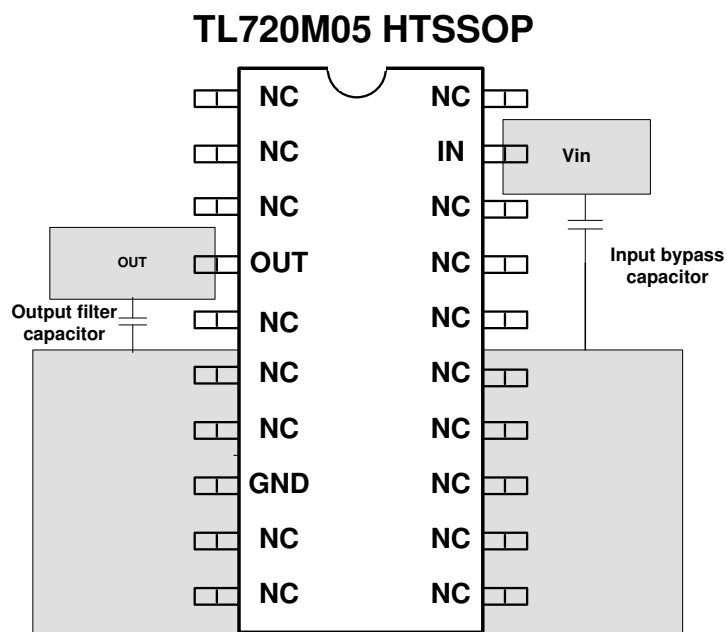 TL720M05 HTSSOP
NC NC
NC IN Vin
NC NC
OUT OUT NC
Input bypass
capacitor
Output filter
capacitor
NC NC
NC NC
NC NC
GND NC
NC NC
NC NC